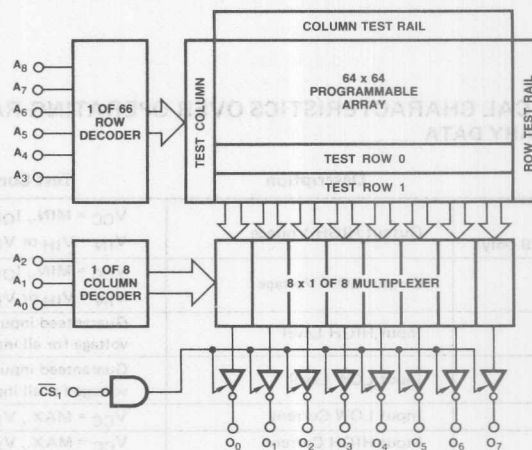 COLUMN TEST RAIL
A8
A7
A6
A5
A4
A3
1 OF 66
ROW
DECODER
TEST COLUMN
64 x 64
PROGRAMMABLE
ARRAY
ROW TEST RAIL
TEST ROW 0
TEST ROW 1
A2
A1
A0
1 OF 8
COLUMN
DECODER
8 x 1 OF 8 MULTIPLEXER
CS1
O0 O1 O2 O3 O4 O5 O6 O7